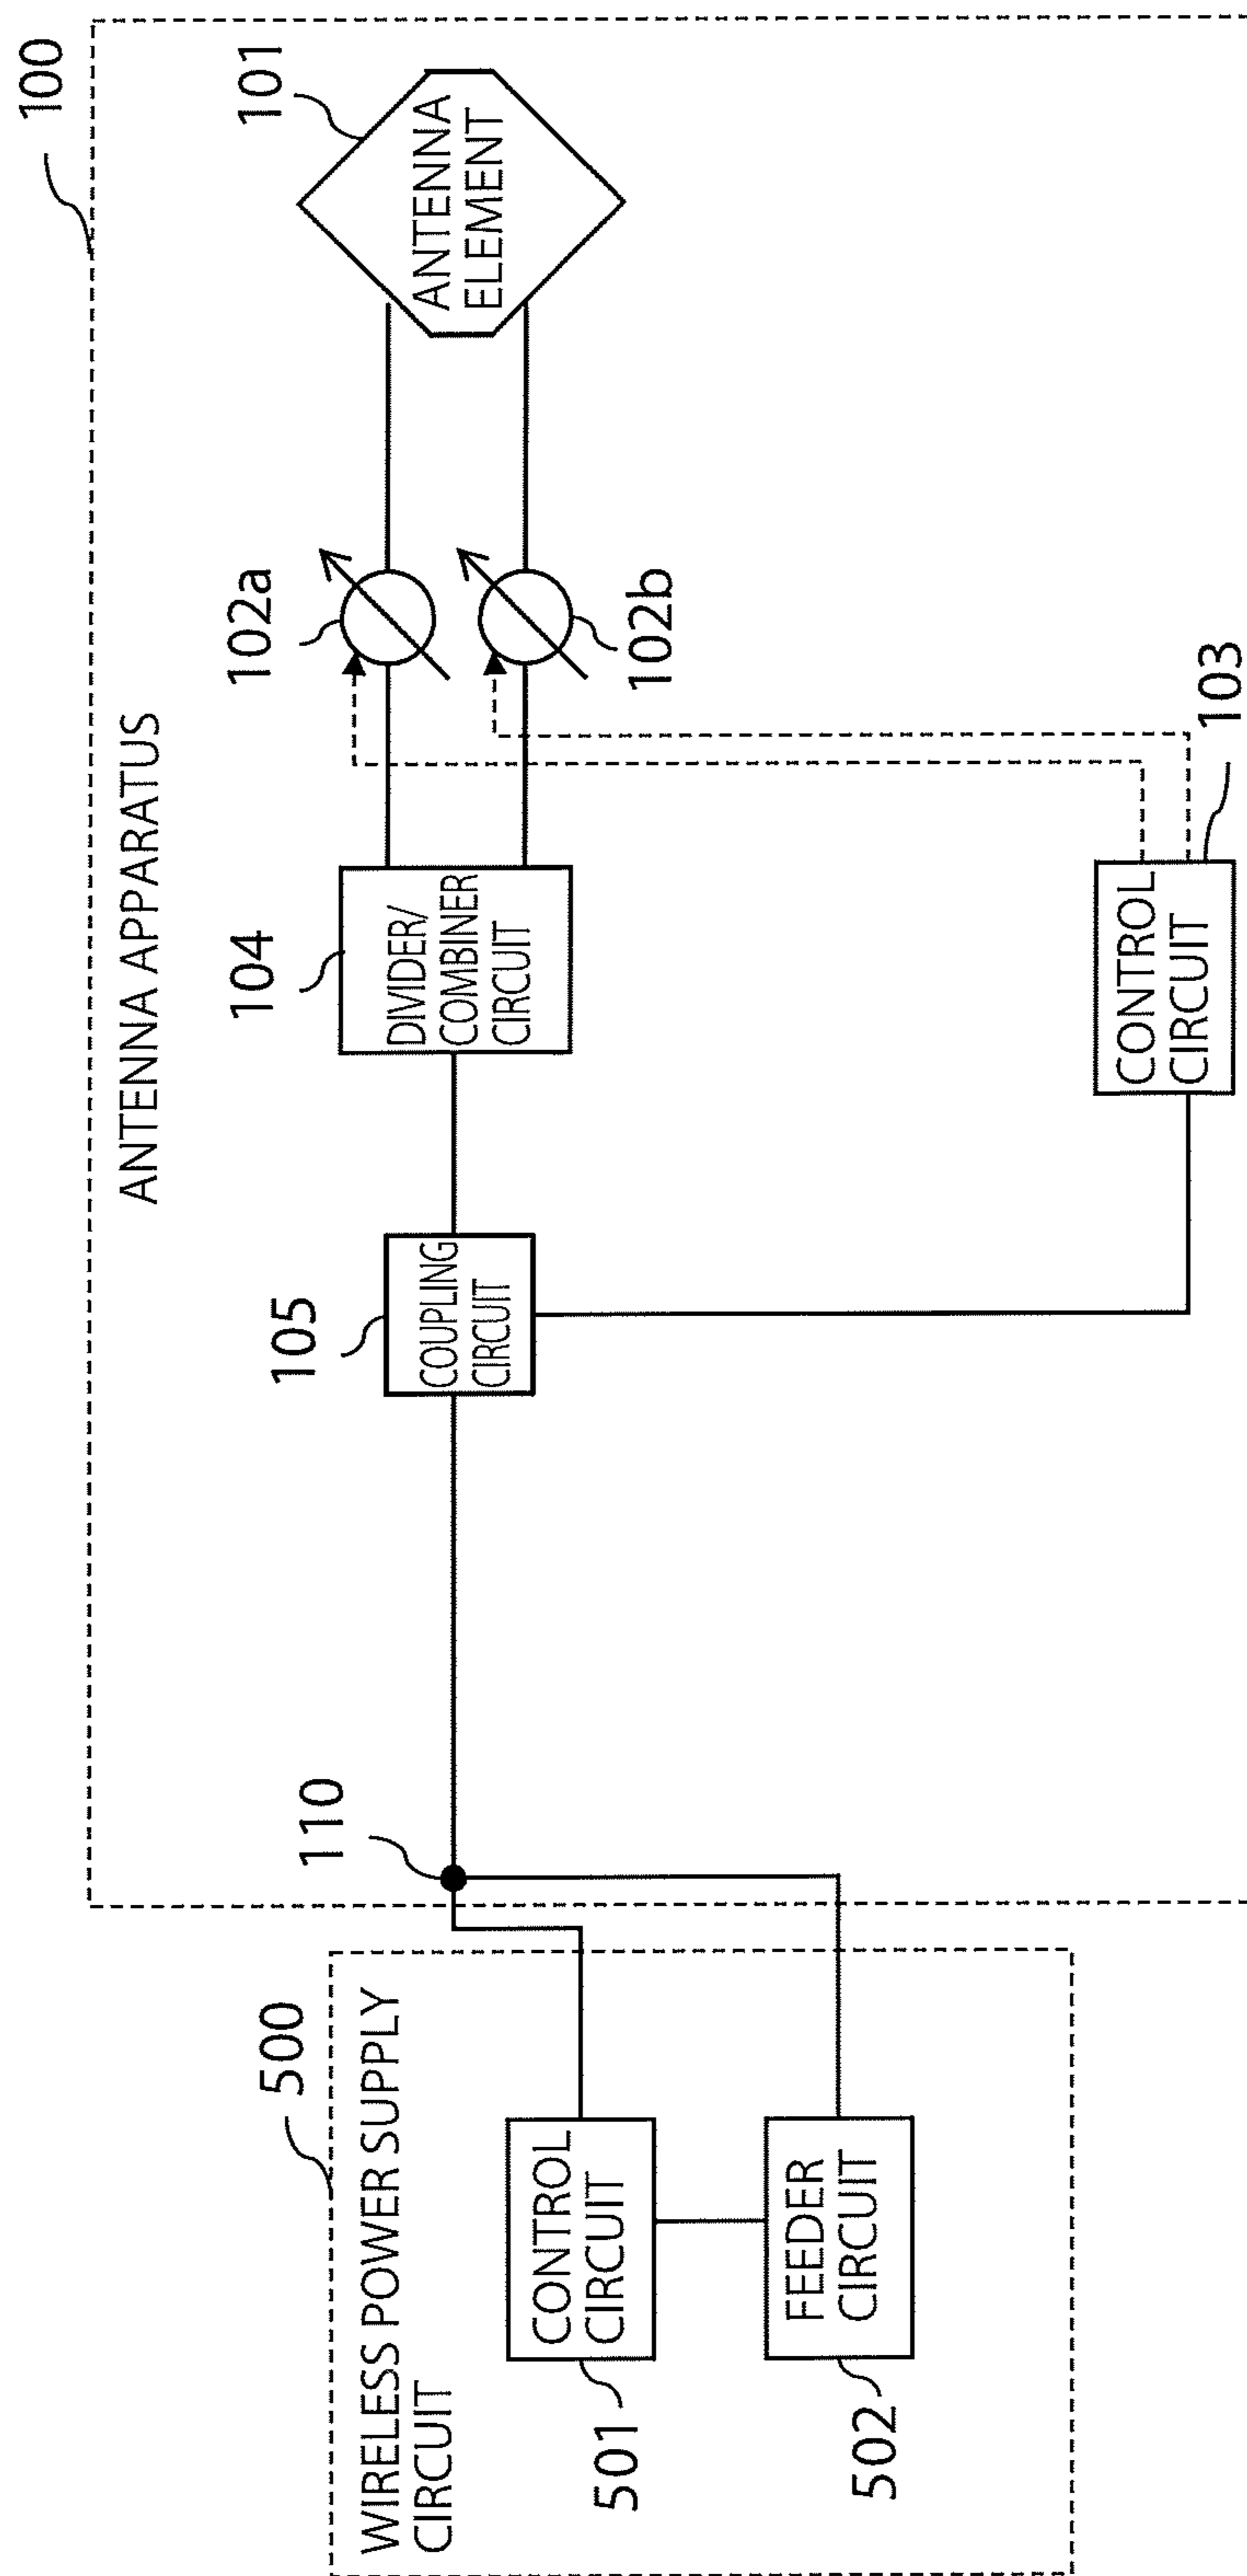 100
ANTENNA APPARATUS
101
ANTENNA
ELEMENT
102a
102b
104
DIVIDER/
COMBINER
CIRCUIT
103
CONTROL
CIRCUIT
105
COUPLING
CIRCUIT
110
500
WIRELESS POWER SUPPLY
CIRCUIT
CONTROL
CIRCUIT
501
FEEDER
CIRCUIT
502